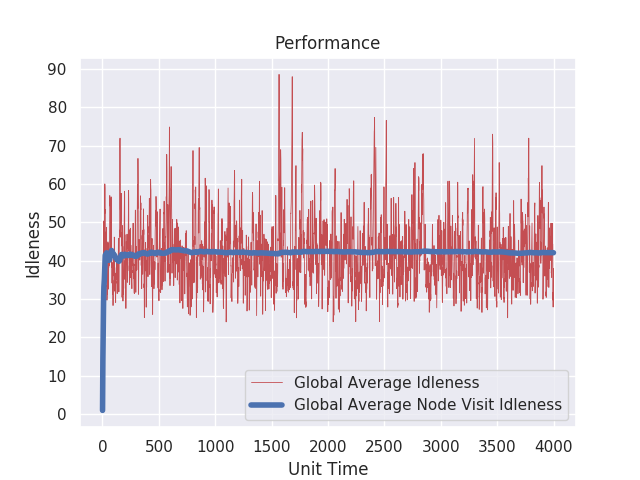 Performance
90
80
70
60
50
40
30
20
10
0
Idleness
Global Average Idleness
Global Average Node Visit Idleness
0 500 1000 1500 2000 2500 3000 3500 4000
Unit Time